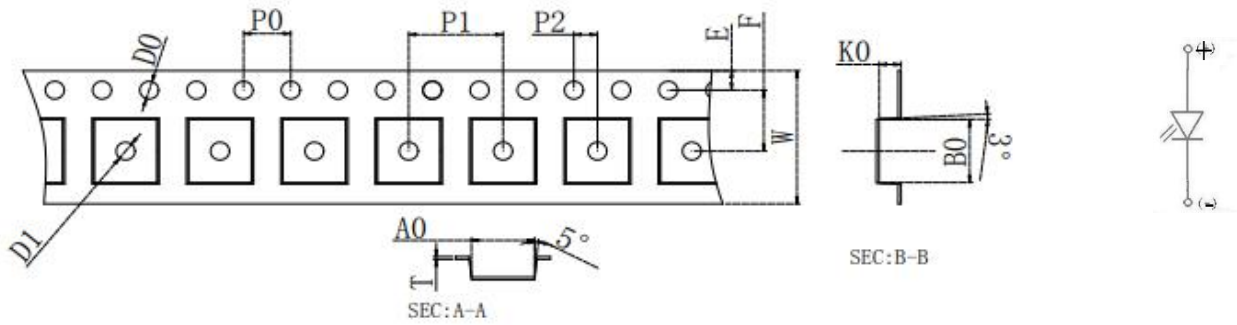 P0 P1 P2 E F
D0
K0
(+)
W
B0
3°
D1
A0 5°
T
(-)
SEC:B-B
SEC:A-A